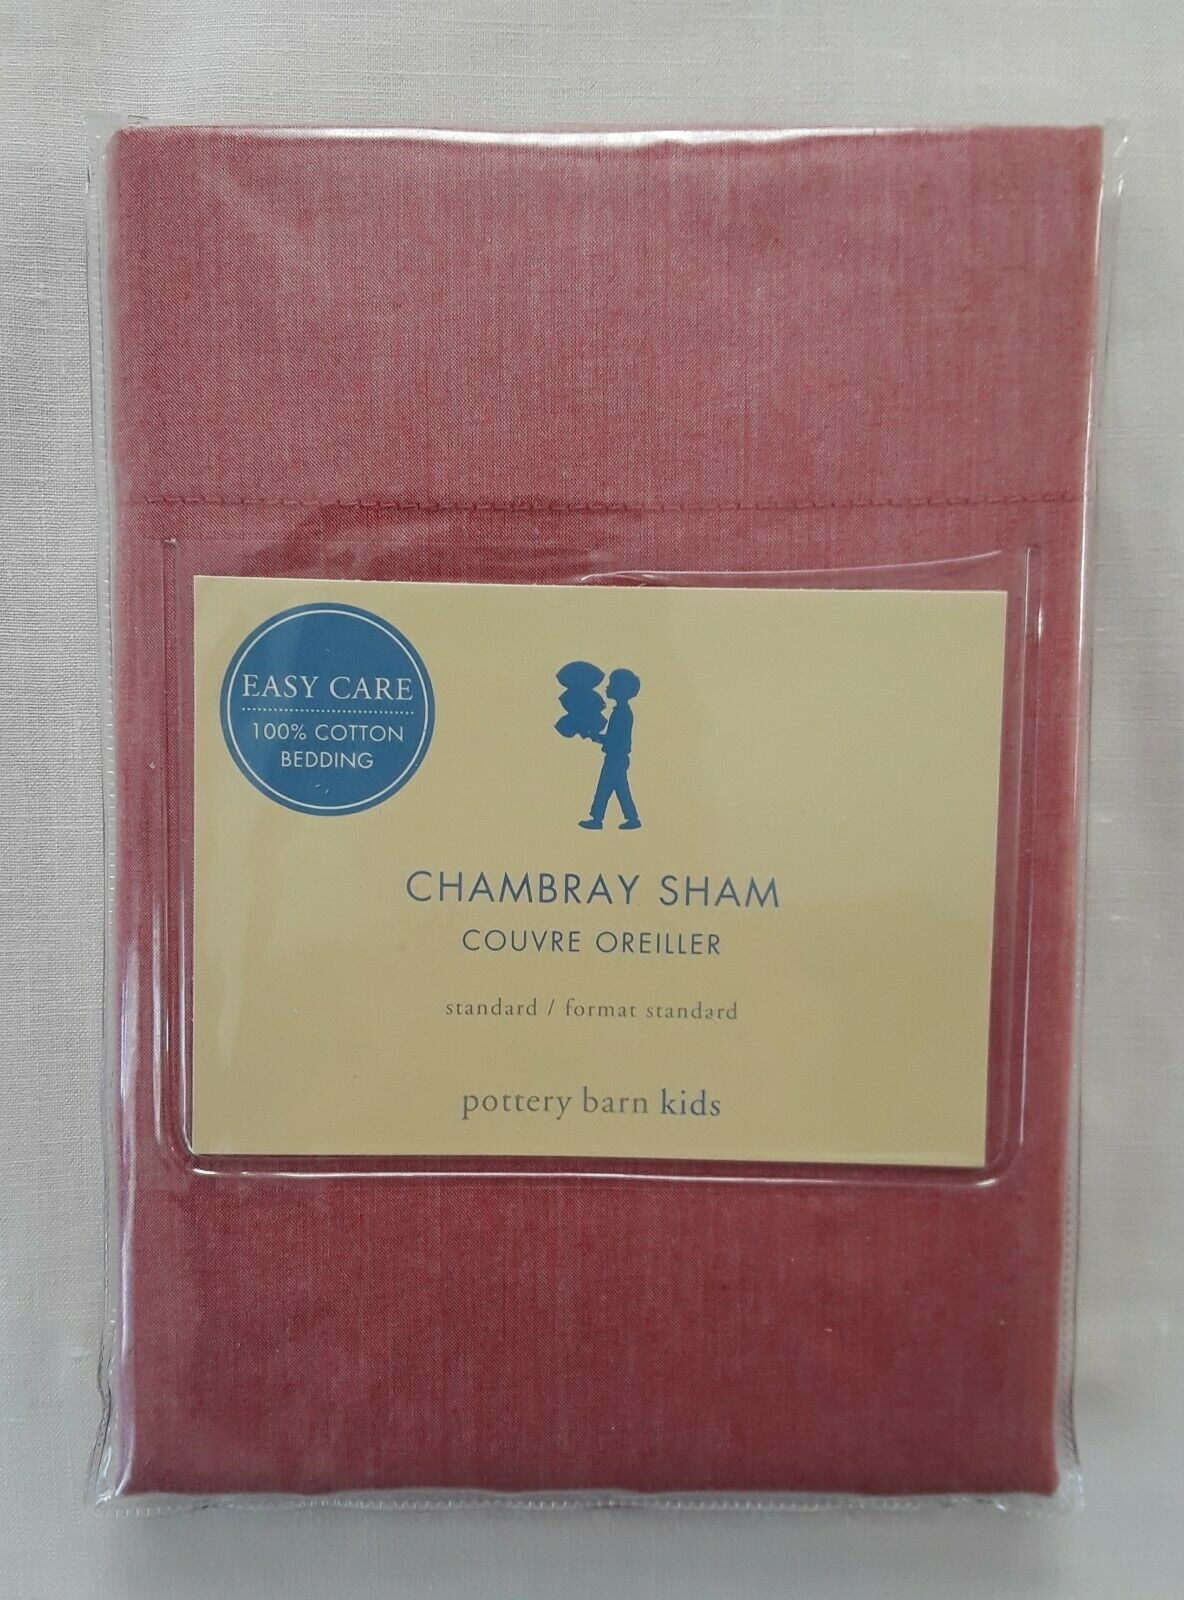 EASY CARE
100% COTTON
BEDDING
CHAMBRAY SHAM
COUVRE OREILLER
standard / format standard
pottery barn kids